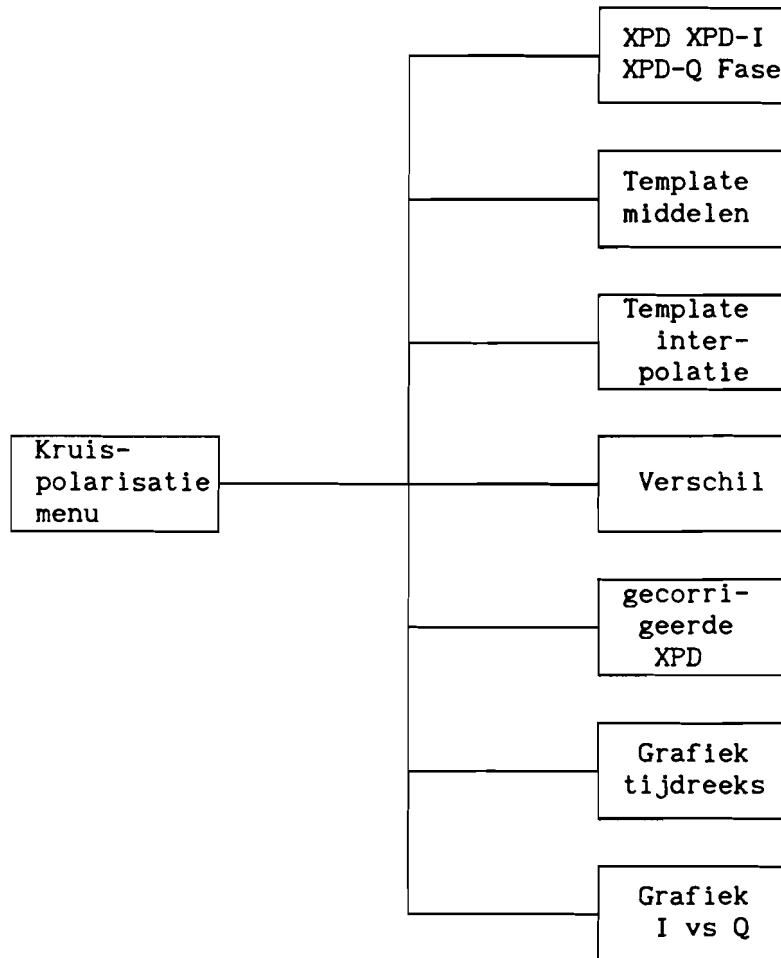 XPD XPD-I
XPD-Q Fase
Template
middelen
Template
inter-
polatie
Kruis-
polarisatie
menu
Verschil
gecorri-
geerde
XPD
Grafiek
tijdreeks
Grafiek
I vs Q